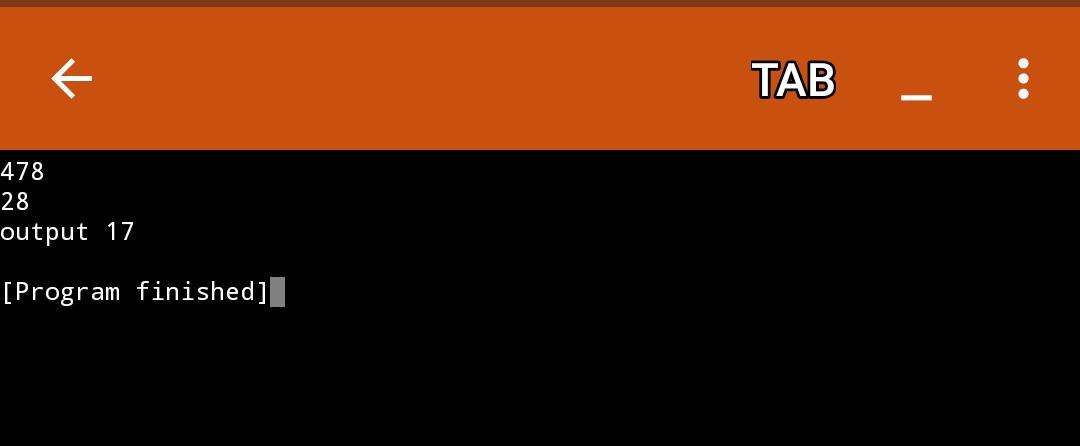 TAB
478
28
output 17
[Program finished]